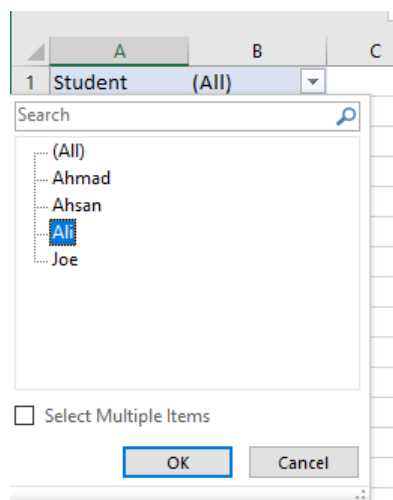 A B C
1 Student (All)
Search
(All)
Ahmad
Ahsan
Ali
Joe
Select Multiple Items
OK Cancel